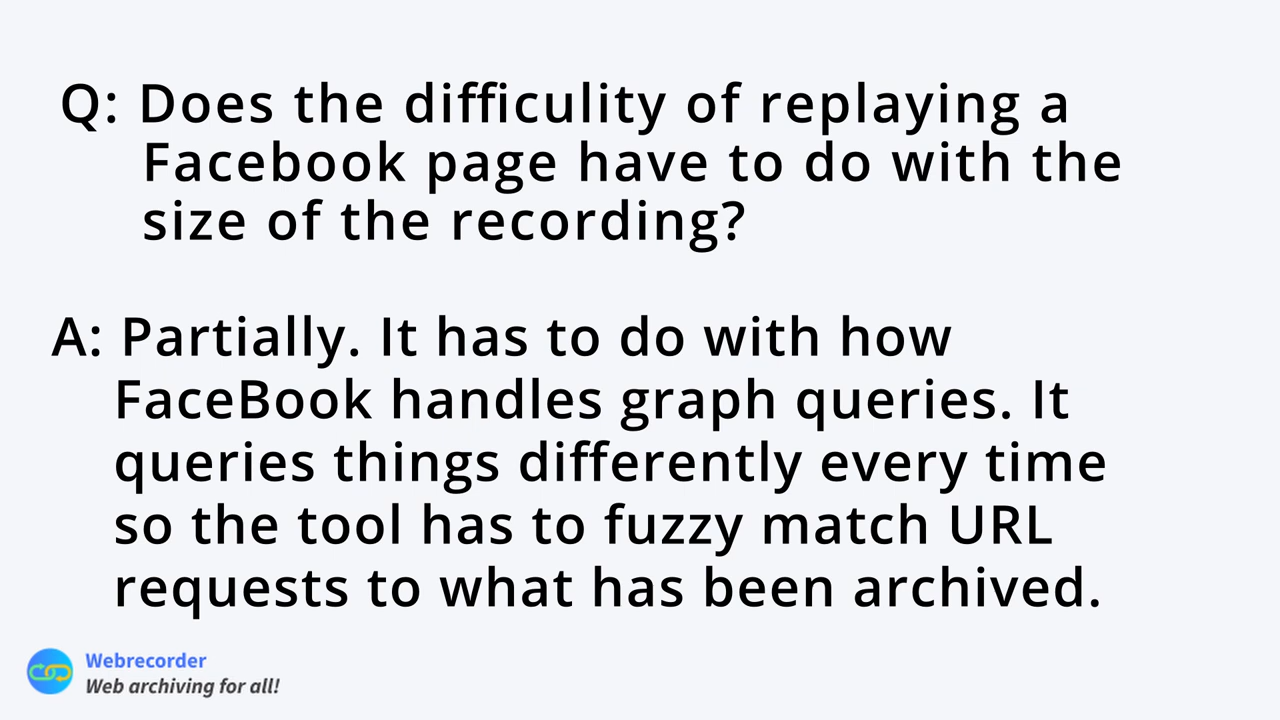 Q: Does the difficulity of replaying a
Facebook page have to do with the
size of the recording?
A: Partially. It has to do with how
FaceBook handles graph queries. It
queries things differently every time
so the tool has to fuzzy match URL
requests to what has been archived.
Webrecorder
Web archiving for all!